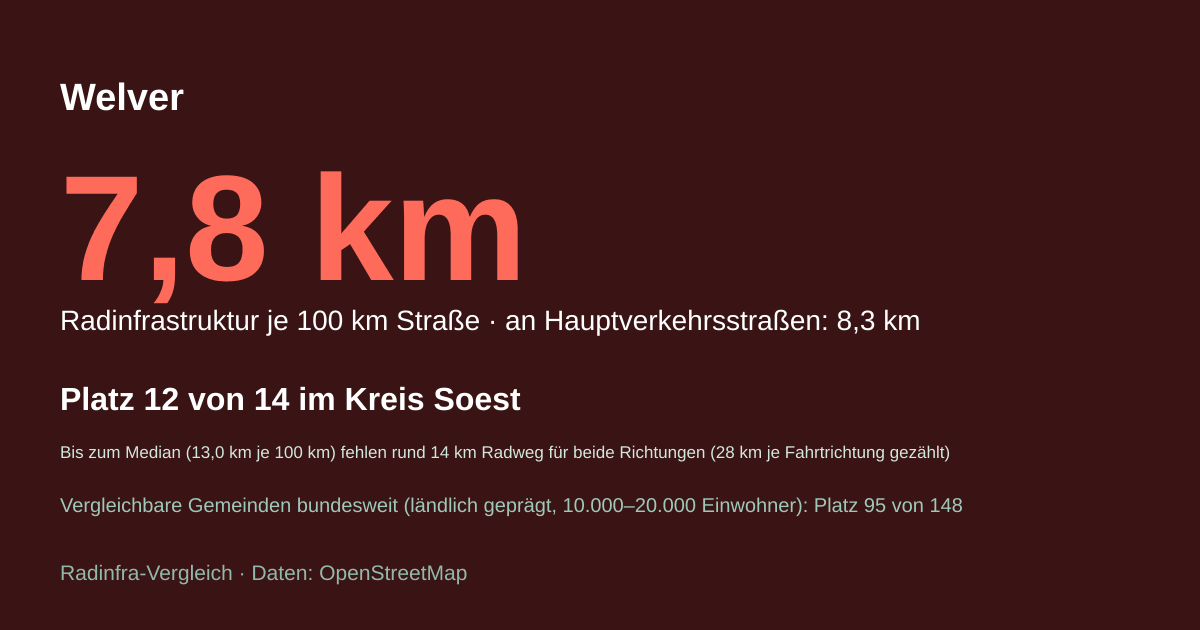 Welver
7,8 km
Radinfrastruktur je 100 km Straße · an Hauptverkehrsstraßen: 8,3 km
Platz 12 von 14 im Kreis Soest
Bis zum Median (13,0 km je 100 km) fehlen rund 14 km Radweg für beide Richtungen (28 km je Fahrtrichtung gezählt)
Vergleichbare Gemeinden bundesweit (ländlich geprägt, 10.000–20.000 Einwohner): Platz 95 von 148
Radinfra-Vergleich · Daten: OpenStreetMap